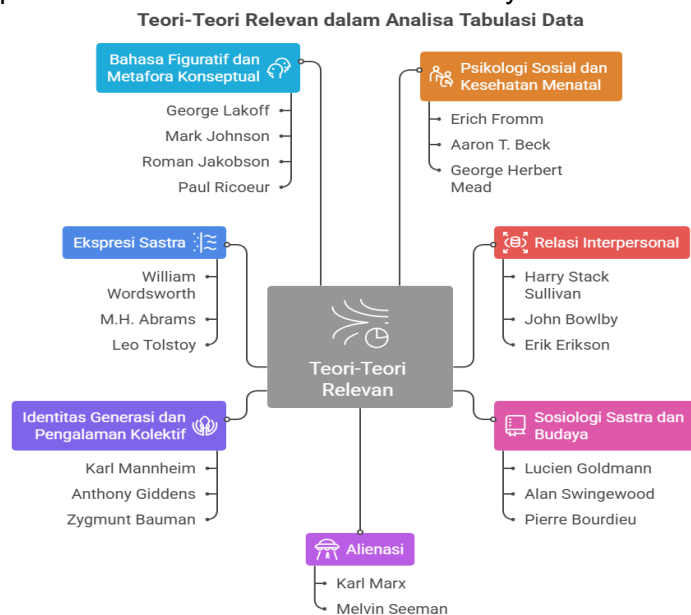 Teori-Teori Relevan dalam Analisa Tabulasi Data
Bahasa Figuratif dan
Metafora Konseptual
George Lakoff
Mark Johnson
Roman Jakobson
Paul Ricoeur
Psikologi Sosial dan
Kesehatan Menatal
Erich Fromm
Aaron T. Beck
George Herbert
Mead
Ekspresi Sastra
William
Wordsworth
M.H. Abrams
Leo Tolstoy
Relasi Interpersonal
Harry Stack
Sullivan
John Bowlby
Erik Erikson
Teori-Teori
Relevan
Identitas Generasi dan
Pengalaman Kolektif
Karl Mannheim
Anthony Giddens
Zygmunt Bauman
Sosiologi Sastra dan
Budaya
Lucien Goldmann
Alan Swingewood
Pierre Bourdieu
Alienasi
Karl Marx
Melvin Seeman